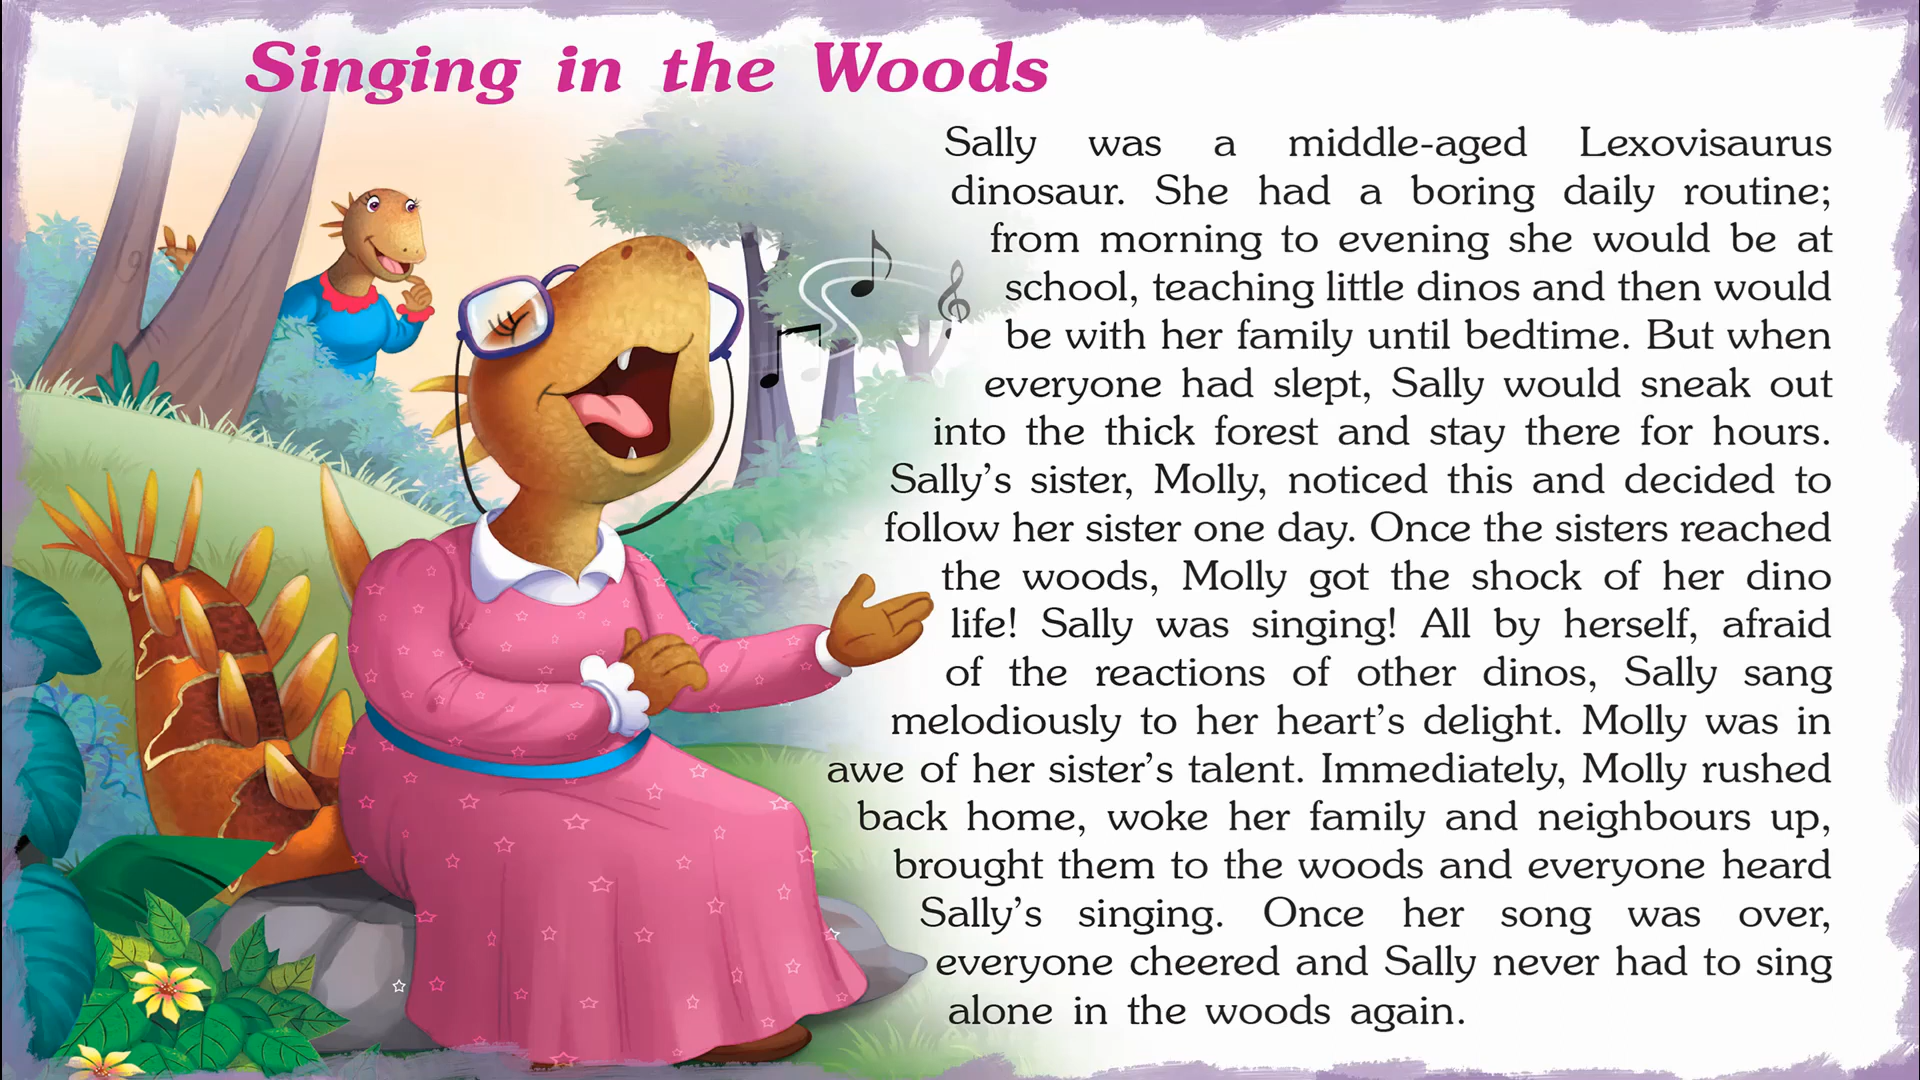 Singing in the Woods
Sally was a middle-aged Lexovisaurus
dinosaur. She had a boring daily routine;
from morning to evening she would be at
school, teaching little dinos and then would
be with her family until bedtime. But when
everyone had slept, Sally would sneak out
into the thick forest and stay there for hours.
Sally’s sister, Molly, noticed this and decided to
follow her sister one day. Once the sisters reached
the woods, Molly got the shock of her dino
life! Sally was singing! All by herself, afraid
of the reactions of other dinos, Sally sang
melodiously to her heart’s delight. Molly was in
awe of her sister’s talent. Immediately, Molly rushed
back home, woke her family and neighbours up,
brought them to the woods and everyone heard
Sally’s singing. Once her song was over,
everyone cheered and Sally never had to sing
alone in the woods again.